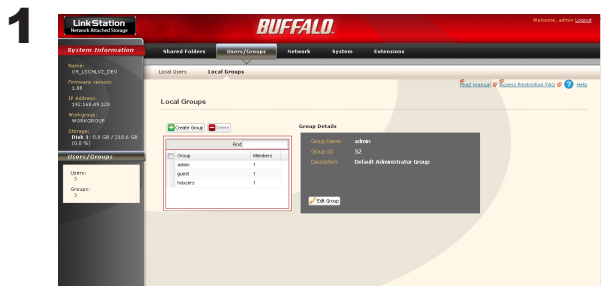 1
LinkStation
Network Attached Storage
BUFFALO
Welcome, admin Logout
System Information
Shared Folders Users/Groups Network System Extensions
Name:
O9_LSCHLV2_DEV
Firmware version:
1.08
IP Address:
192.168.49.128
Workgroup:
WORKGROUP
Storage:
Disk 1: 0.0 GB / 218.6 GB
(0.0 %)
Users/Groups
Users:
3
Groups:
3
Local Users Local Groups
Read manual Access Restriction FAQ ? Help
Local Groups
Create Group Delete
Find
Group Members
admin 1
guest 1
hdusers 1
Group Details
Group Name: admin
Group ID: 52
Description: Default Administrator Group
Edit Group